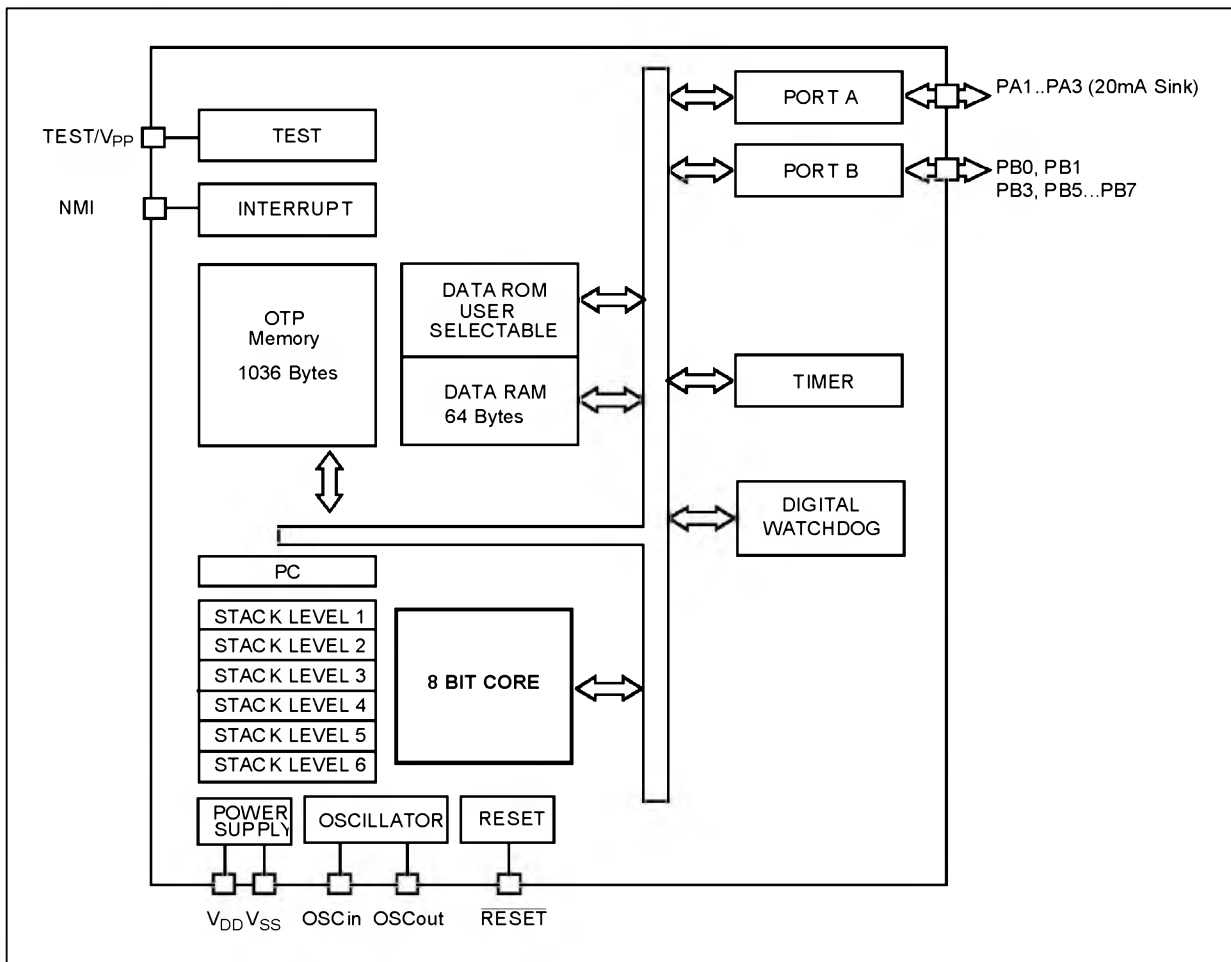 TEST/VPP
TEST
NMI
INTERRUPT
OTP
Memory
1036 Bytes
DATA ROM
USER
SELECTABLE
DATA RAM
64 Bytes
PORT A
PA1..PA3 (20mA Sink)
PORT B
PB0, PB1
PB3, PB5...PB7
TIMER
DIGITAL
WATCHDOG
PC
STACK LEVEL 1
STACK LEVEL 2
STACK LEVEL 3
STACK LEVEL 4
STACK LEVEL 5
STACK LEVEL 6
8 BIT CORE
POWER
SUPPLY
OSCILLATOR
RESET
VDD VSS OSCin OSCout RESET